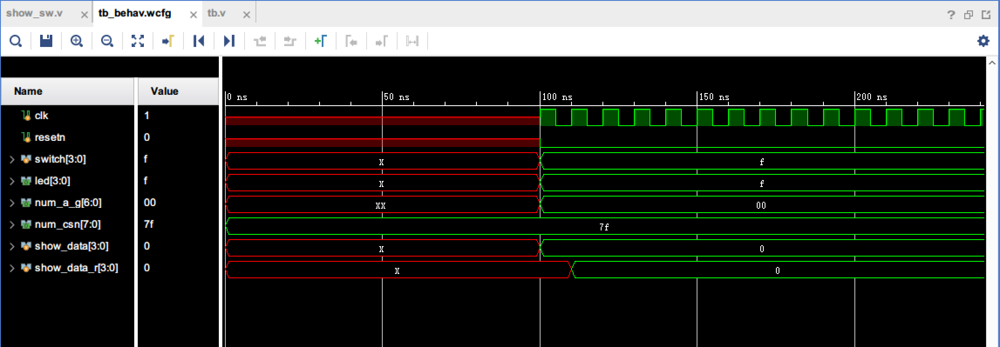 show_sw.v × tb_behav.wcfg × tb.v × ?
Name Value
0 ns 50 ns 100 ns 150 ns 200 ns
clk 1
resetn 0
switch[3:0] f X f
led[3:0] f X f
num_a_g[6:0] 00 XX 00
num_csn[7:0] 7f 7f
show_data[3:0] 0 X 0
show_data_r[3:0] 0 X 0